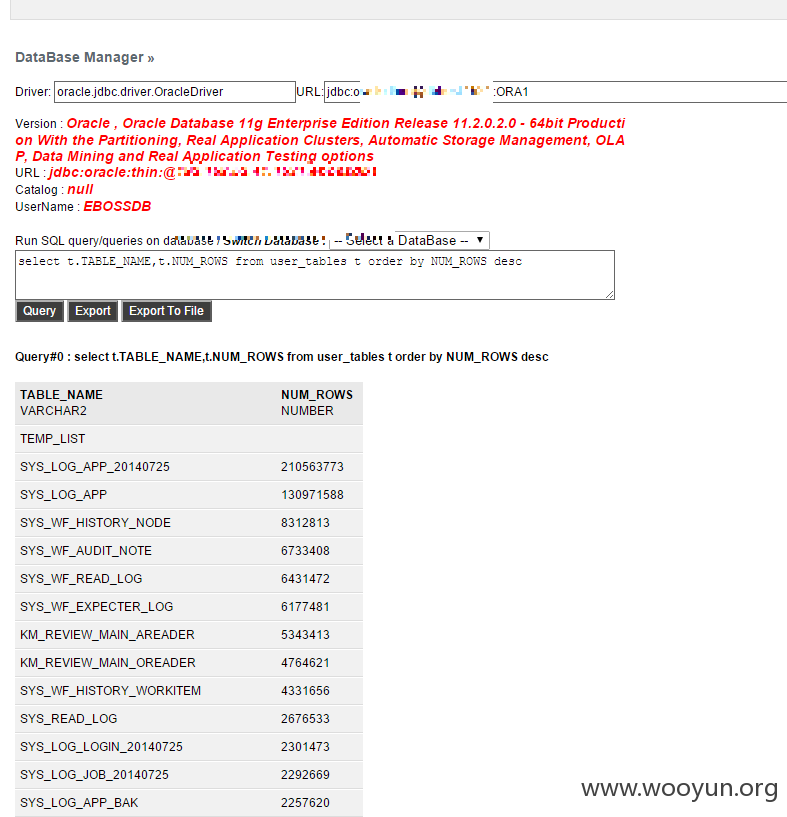 DataBase Manager »
Driver: oracle.jdbc.driver.OracleDriver URL: jdbc:o :ORA1
Version : Oracle , Oracle Database 11g Enterprise Edition Release 11.2.0.2.0 - 64bit Producti
on With the Partitioning, Real Application Clusters, Automatic Storage Management, OLA
P, Data Mining and Real Application Testing options
URL : jdbc:oracle:thin:@
Catalog : null
UserName : EBOSSDB
Run SQL query/queries on database / Switch Database : -- Select a DataBase --
select t.TABLE_NAME,t.NUM_ROWS from user_tables t order by NUM_ROWS desc
Query Export Export To File
Query#0 : select t.TABLE_NAME,t.NUM_ROWS from user_tables t order by NUM_ROWS desc
TABLE_NAME NUM_ROWS
VARCHAR2 NUMBER
TEMP_LIST
SYS_LOG_APP_20140725 210563773
SYS_LOG_APP 130971588
SYS_WF_HISTORY_NODE 8312813
SYS_WF_AUDIT_NOTE 6733408
SYS_WF_READ_LOG 6431472
SYS_WF_EXPECTER_LOG 6177481
KM_REVIEW_MAIN_AREADER 5343413
KM_REVIEW_MAIN_OREADER 4764621
SYS_WF_HISTORY_WORKITEM 4331656
SYS_READ_LOG 2676533
SYS_LOG_LOGIN_20140725 2301473
SYS_LOG_JOB_20140725 2292669
SYS_LOG_APP_BAK 2257620
www.wooyun.org